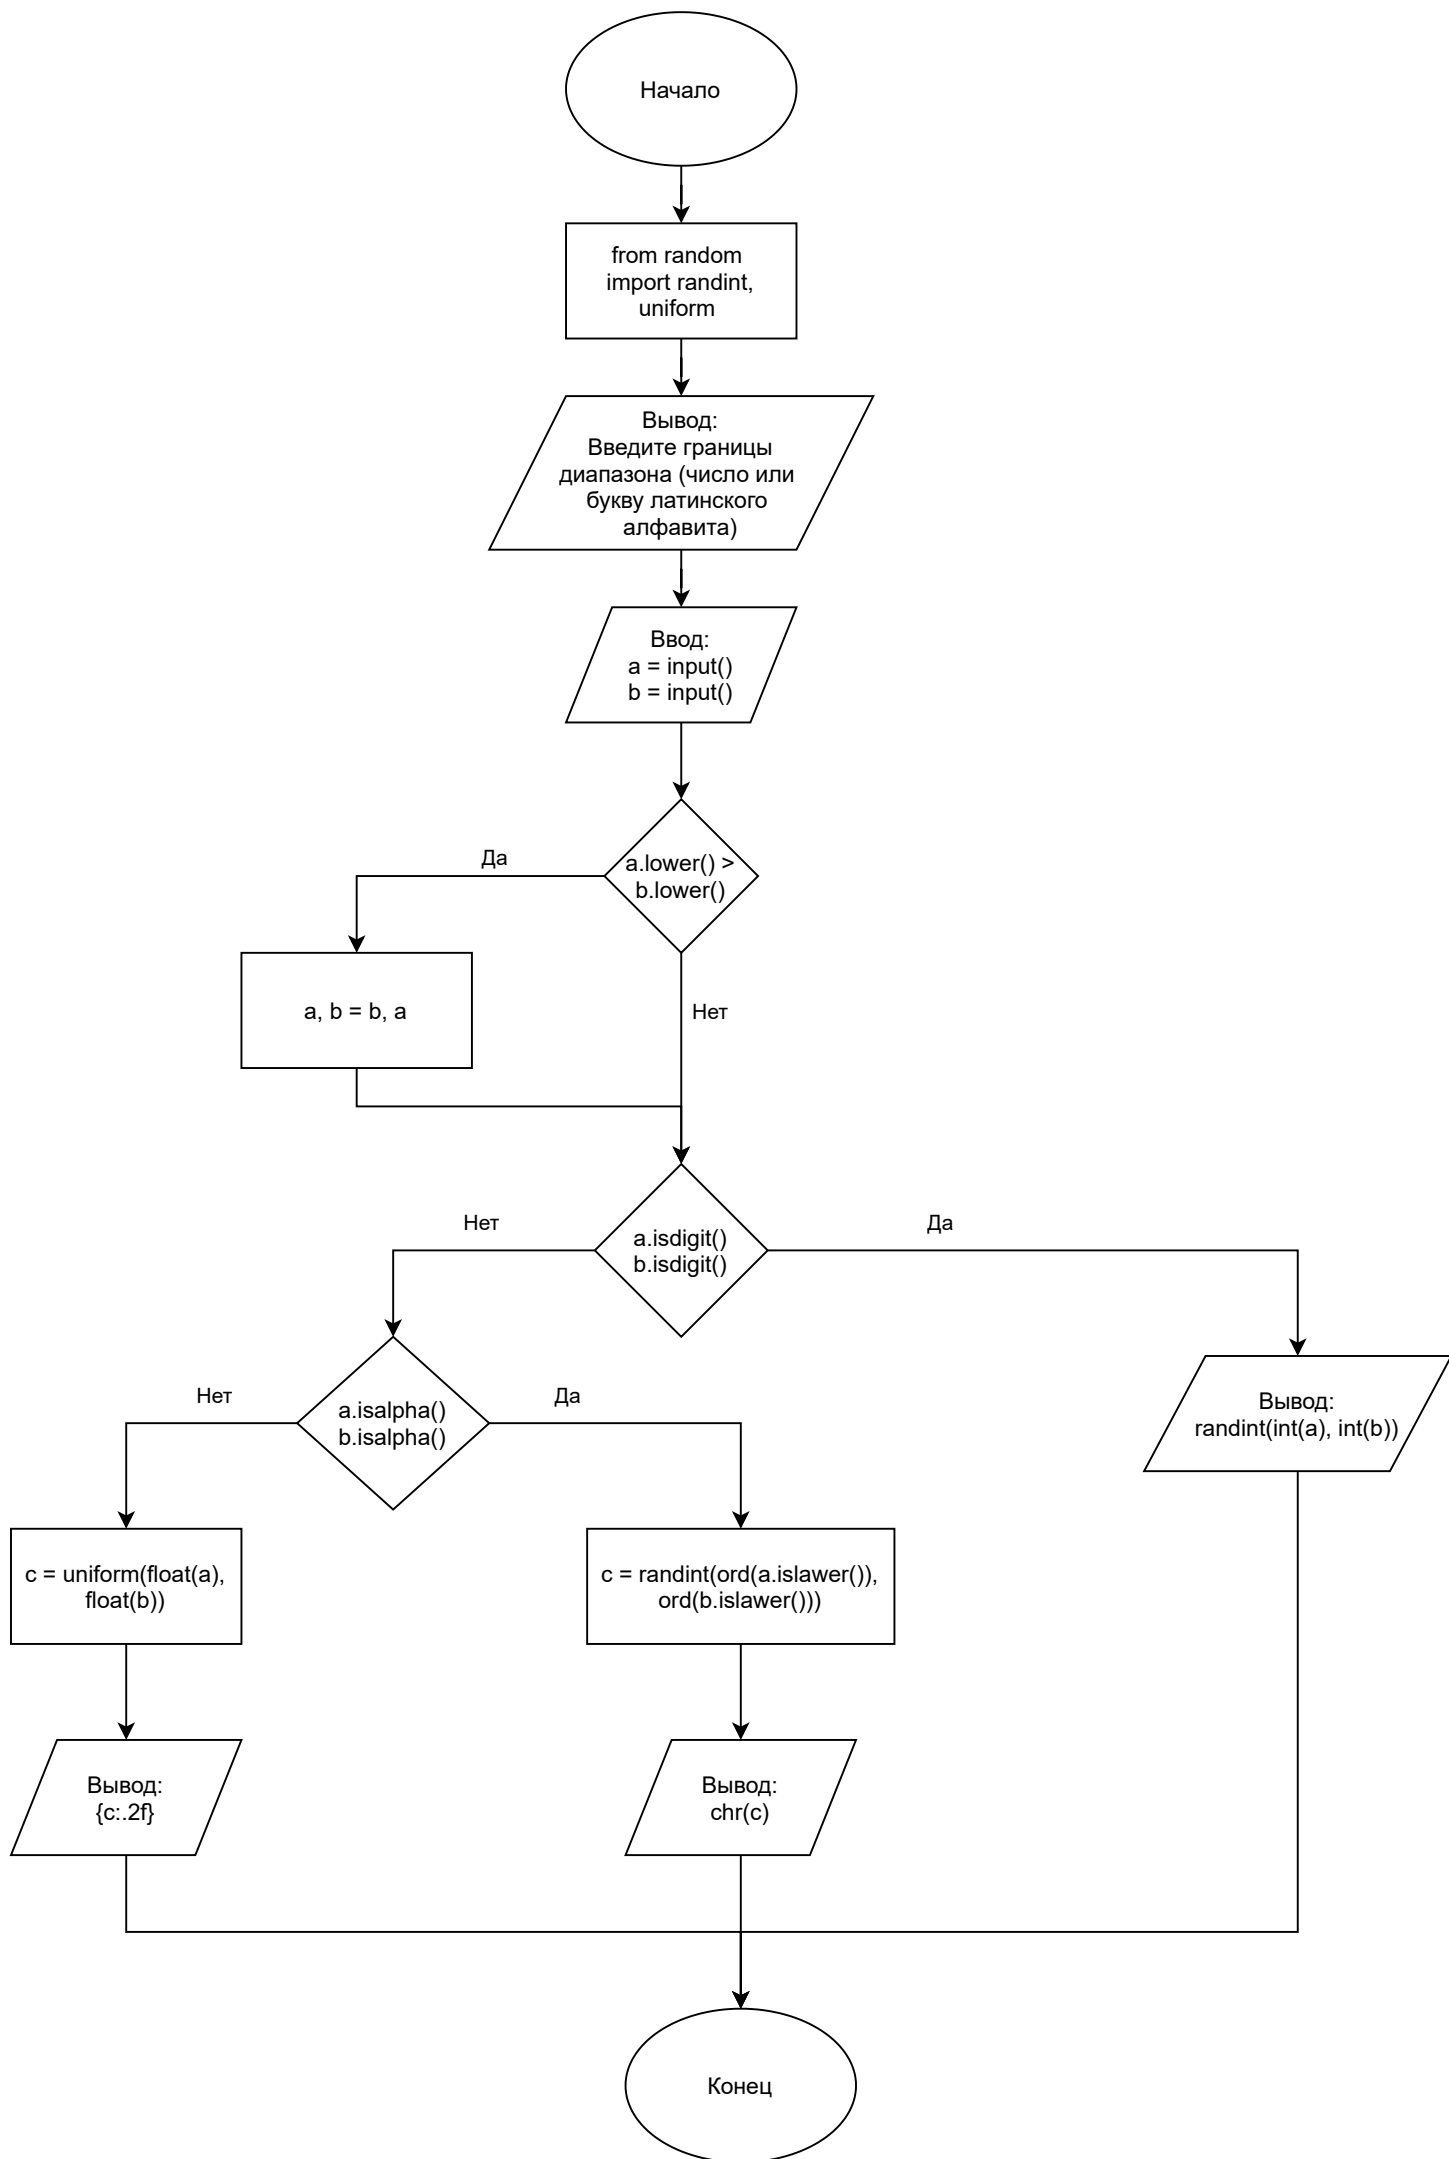 Начало
from random
import randint,
uniform
Вывод:
Введите границы
диапазона (число или
букву латинского
алфавита)
Ввод:
a = input()
b = input()
a.lower() >
b.lower()
Да
Нет
a, b = b, a
a.isdigit()
b.isdigit()
Нет
Да
a.isalpha()
b.isalpha()
Нет
Да
Вывод:
randint(int(a), int(b))
c = uniform(float(a),
float(b))
c = randint(ord(a.islawer()),
ord(b.islawer()))
Вывод:
{c:.2f}
Вывод:
chr(c)
Конец